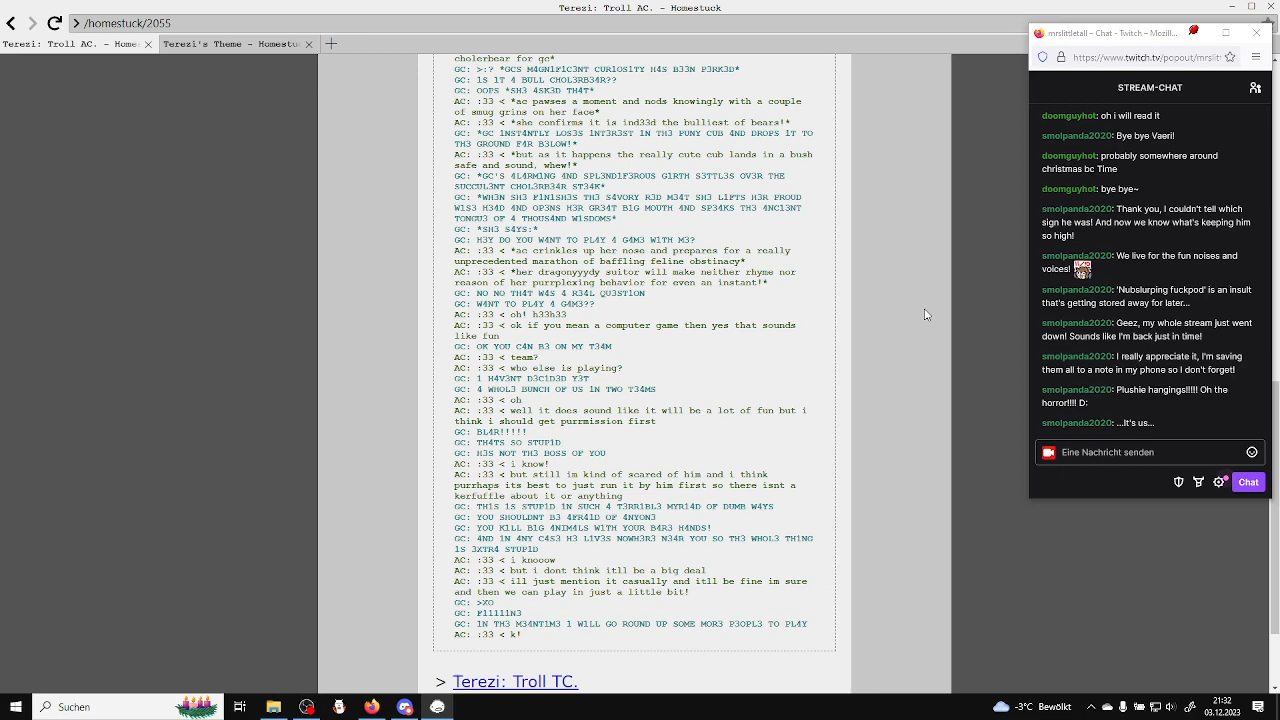 Terezi: Troll AC. - Homestuck
/homestuck/2055
Terezi: Troll AC. - Home:
Terezi's Theme - Homestu:
cholerbear for gc*
GC: >:? *GCS M4GN1F1C3NT CUR1OS1TY H4S B33N P3RK3D*
GC: 1S 1T 4 BULL CHOL3RB34R??
GC: OOPS *SH3 4SK3D TH4T*
AC: :33 < *ac pawses a moment and nods knowingly with a couple
of smug grins on her face*
AC: :33 < *she confirms it is ind33d the bulliest of bears!*
GC: *GC 1NST4NTLY LOS3S 1NT3R3ST 1N TH3 PUNY CUB 4ND DROPS 1T TO
TH3 GROUND F4R B3LOW!*
AC: :33 < *but as it happens the really cute cub lands in a bush
safe and sound, whew!*
GC: *GC'S 4L4RM1NG 4ND SPL3ND1F3ROUS G1RTH S3TTL3S OV3R THE
SUCCUL3NT CHOL3RB34R ST34K*
GC: *WH3N SH3 F1N1SH3S TH3 S4VORY R3D M34T SH3 L1FTS H3R PROUD
W1S3 H34D 4ND OP3NS H3R GR34T B1G MOUTH 4ND SP34KS TH3 4NC13NT
TONGU3 OF 4 THOUS4ND W1SDOMS*
GC: *SH3 S4YS:*
GC: H3Y DO YOU W4NT TO PL4Y 4 G4M3 W1TH M3?
AC: :33 < *ac crinkles up her nose and prepares for a really
unprecedented marathon of baffling feline obstinacy*
AC: :33 < *her dragonyyydy suitor will make neither rhyme nor
reason of her purrplexing behavior for even an instant!*
GC: NO NO TH4T W4S 4 R34L QU3ST1ON
GC: W4NT TO PL4Y 4 G4M3??
AC: :33 < oh! h33h33
AC: :33 < ok if you mean a computer game then yes that sounds
like fun
GC: OK YOU C4N B3 ON MY T34M
AC: :33 < team?
AC: :33 < who else is playing?
GC: 1 H4V3NT D3C1D3D Y3T
GC: 4 WHOL3 BUNCH OF US 1N TWO T34MS
AC: :33 < oh
AC: :33 < well it does sound like it will be a lot of fun but i
think i should get purrmission first
GC: BL4R!!!!!
GC: TH4TS SO STUP1D
GC: H3S NOT TH3 BOSS OF YOU
AC: :33 < i know!
AC: :33 < but still im kind of scared of him and i think
purrhaps its best to just run it by him first so there isnt a
kerfuffle about it or anything
GC: TH1S 1S STUP1D 1N SUCH 4 T3RR1BL3 MYR14D OF DUMB W4YS
GC: YOU SHOULDNT B3 4FR41D OF 4NYON3
GC: YOU K1LL B1G 4N1M4LS W1TH YOUR B4R3 H4NDS!
GC: 4ND 1N 4NY C4S3 H3 L1V3S NOWH3R3 N34R YOU SO TH3 WHOL3 TH1NG
1S 3XTR4 STUP1D
AC: :33 < i knooow
AC: :33 < but i dont think itll be a big deal
AC: :33 < ill just mention it casually and itll be fine im sure
and then we can play in just a little bit!
GC: >XO
GC: F11111N3
GC: 1N TH3 M34NT1M3 1 W1LL GO ROUND UP SOM3 MOR3 P3OPL3 TO PL4Y
AC: :33 < k!
> Terezi: Troll TC.
mrslittletall – Chat - Twitch – Mozill...
https://www.twitch.tv/popout/mrslitt
STREAM-CHAT
doomguyhot: oh i will read it
smolpanda2020: Bye bye Vaeri!
doomguyhot: probably somewhere around
christmas bc Time
doomguyhot: bye bye~
smolpanda2020: Thank you, I couldn't tell which
sign he was! And now we know what's keeping him
so high!
smolpanda2020: We live for the fun noises and
voices!
smolpanda2020: 'Nubslurping fuckpod' is an insult
that's getting stored away for later...
smolpanda2020: Geez, my whole stream just went
down! Sounds like I'm back just in time!
smolpanda2020: I really appreciate it, I'm saving
them all to a note in my phone so I don't forget!
smolpanda2020: Plushie hangings!!!!! Oh the
horror!!!! D:
smolpanda2020: ...It's us...
Eine Nachricht senden
Chat
Suchen
-3°C Bewölkt
21:32
03.12.2023